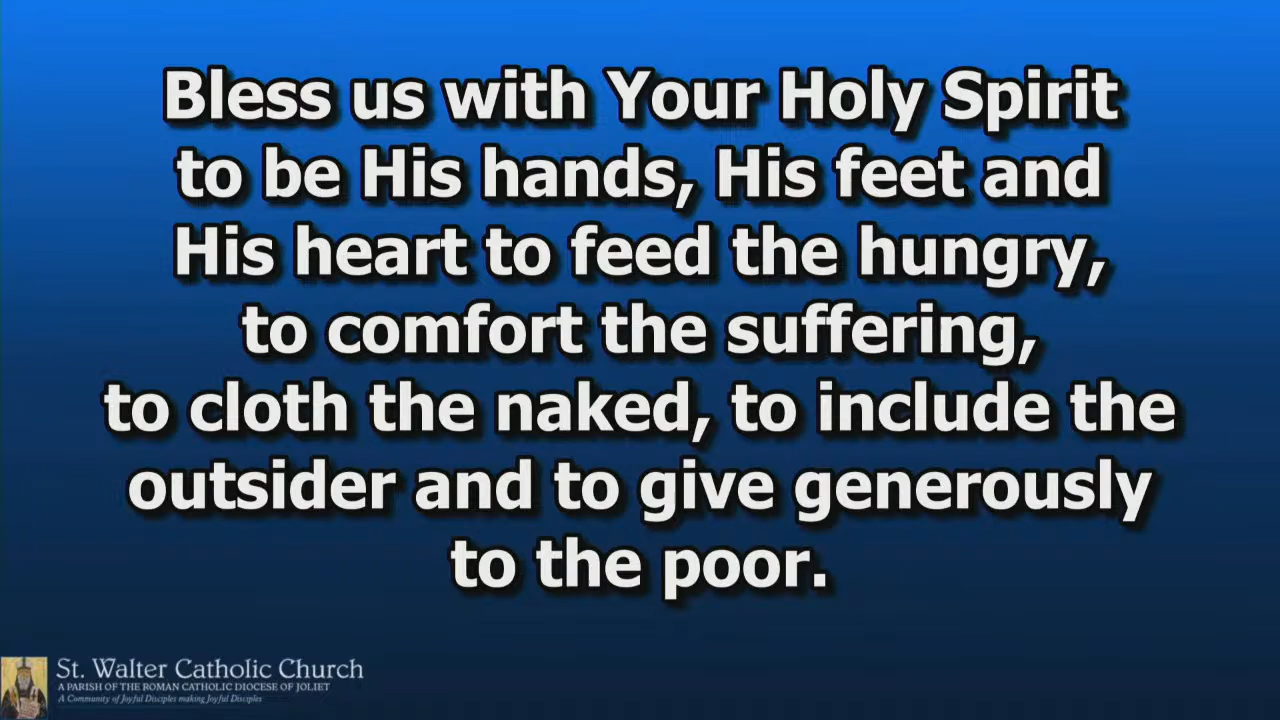 Bless us with Your Holy Spirit
to be His hands, His feet and
His heart to feed the hungry,
to comfort the suffering,
to cloth the naked, to include the
outsider and to give generously
to the poor.
St. Walter Catholic Church
A PARISH OF THE ROMAN CATHOLIC DIOCESE OF JOLIET
A Community of Joyful Disciples making Joyful Disciples